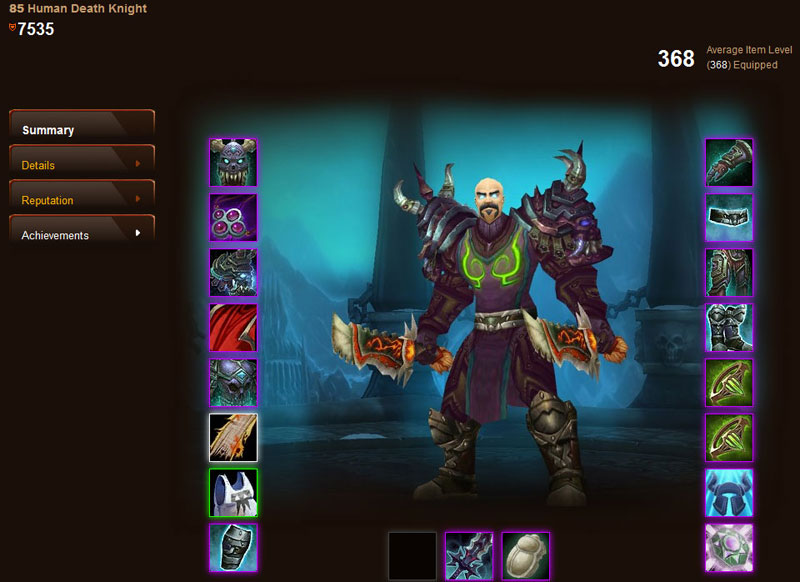 85 Human Death Knight
7535
368
Average Item Level
(368) Equipped
Summary
Details
Reputation
Achievements